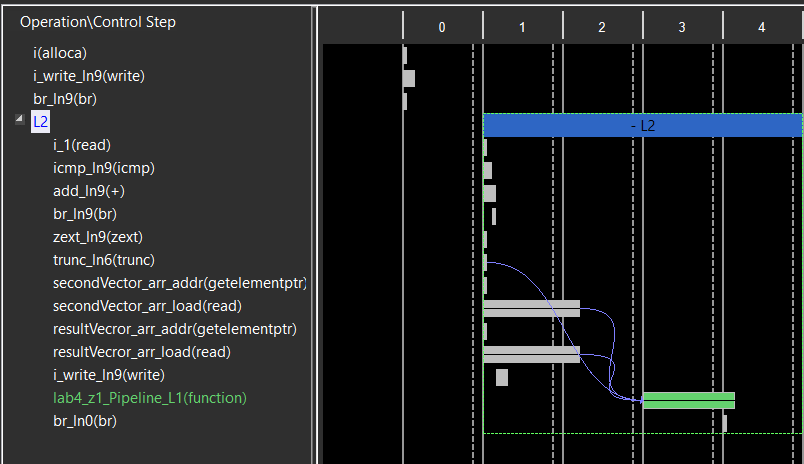 Operation\Control Step
0 1 2 3 4
i(alloca)
i_write_ln9(write)
br_ln9(br)
L2
- L2
i_1(read)
icmp_ln9(icmp)
add_ln9(+)
br_ln9(br)
zext_ln9(zext)
trunc_ln6(trunc)
secondVector_arr_addr(getelementptr)
secondVector_arr_load(read)
resultVecror_arr_addr(getelementptr)
resultVecror_arr_load(read)
i_write_ln9(write)
lab4_z1_Pipeline_L1(function)
br_ln0(br)